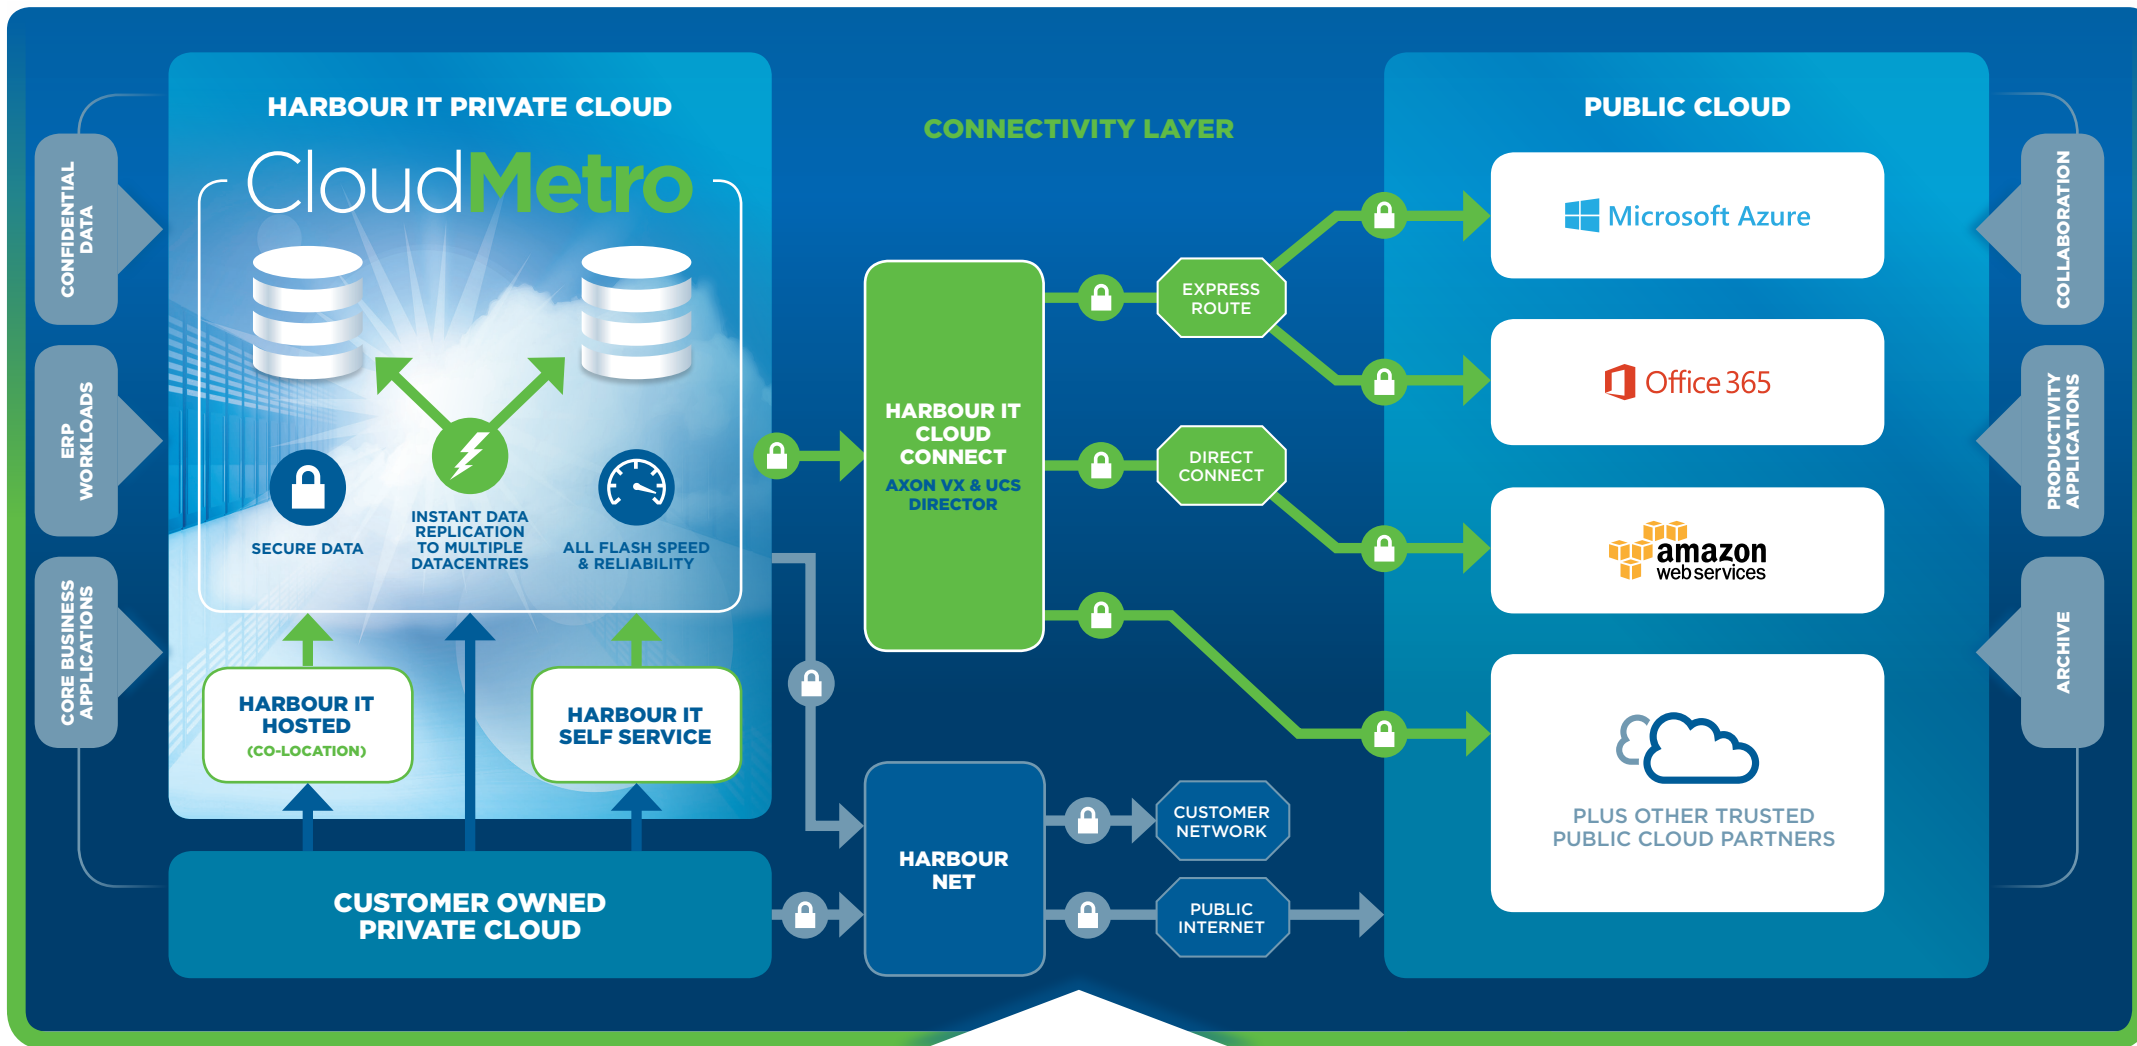 HARBOUR IT PRIVATE CLOUD
CloudMetro
CONFIDENTIAL
DATA
ERP
WORKLOADS
CORE BUSINESS
APPLICATIONS
SECURE DATA
INSTANT DATA
REPLICATION
TO MULTIPLE
DATACENTRES
ALL FLASH SPEED
& RELIABILITY
HARBOUR IT
HOSTED
(CO-LOCATION)
HARBOUR IT
SELF SERVICE
CUSTOMER OWNED
PRIVATE CLOUD
CONNECTIVITY LAYER
HARBOUR IT
CLOUD
CONNECT
AXON VX & UCS
DIRECTOR
EXPRESS
ROUTE
DIRECT
CONNECT
HARBOUR
NET
CUSTOMER
NETWORK
PUBLIC
INTERNET
PUBLIC CLOUD
Microsoft Azure
Office 365
amazon
web services
PLUS OTHER TRUSTED
PUBLIC CLOUD PARTNERS
COLLABORATION
PRODUCTIVITY
APPLICATIONS
ARCHIVE